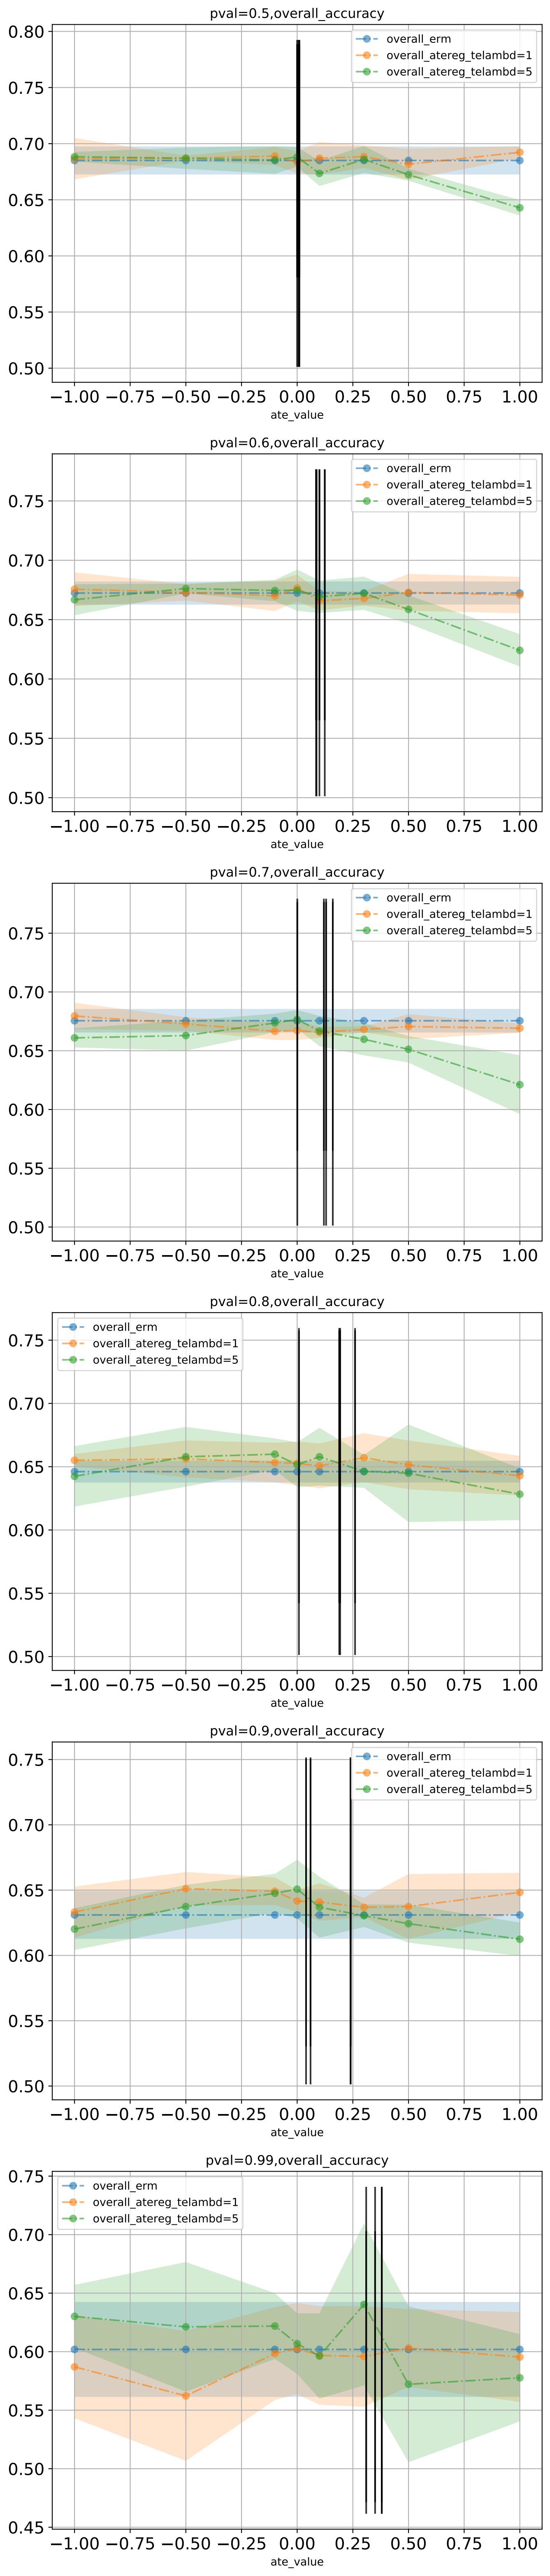 pval=0.5,overall_accuracy
0.80
0.75
0.70
0.65
0.60
0.55
0.50
overall_erm
overall_atereg_telambd=1
overall_atereg_telambd=5
−1.00 −0.75 −0.50 −0.25 0.00 0.25 0.50 0.75 1.00
ate_value
pval=0.6,overall_accuracy
0.75
0.70
0.65
0.60
0.55
0.50
overall_erm
overall_atereg_telambd=1
overall_atereg_telambd=5
−1.00 −0.75 −0.50 −0.25 0.00 0.25 0.50 0.75 1.00
ate_value
pval=0.7,overall_accuracy
0.75
0.70
0.65
0.60
0.55
0.50
overall_erm
overall_atereg_telambd=1
overall_atereg_telambd=5
−1.00 −0.75 −0.50 −0.25 0.00 0.25 0.50 0.75 1.00
ate_value
pval=0.8,overall_accuracy
0.75
0.70
0.65
0.60
0.55
0.50
overall_erm
overall_atereg_telambd=1
overall_atereg_telambd=5
−1.00 −0.75 −0.50 −0.25 0.00 0.25 0.50 0.75 1.00
ate_value
pval=0.9,overall_accuracy
0.75
0.70
0.65
0.60
0.55
0.50
overall_erm
overall_atereg_telambd=1
overall_atereg_telambd=5
−1.00 −0.75 −0.50 −0.25 0.00 0.25 0.50 0.75 1.00
ate_value
pval=0.99,overall_accuracy
0.75
0.70
0.65
0.60
0.55
0.50
0.45
overall_erm
overall_atereg_telambd=1
overall_atereg_telambd=5
−1.00 −0.75 −0.50 −0.25 0.00 0.25 0.50 0.75 1.00
ate_value